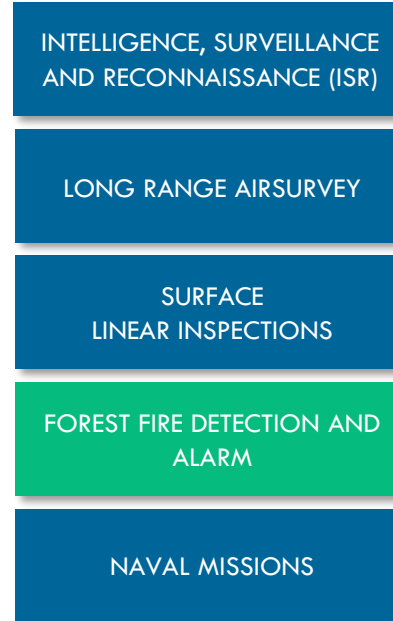 INTELLIGENCE, SURVEILLANCE
AND RECONNAISSANCE (ISR)
LONG RANGE AIRSURVEY
SURFACE
LINEAR INSPECTIONS
FOREST FIRE DETECTION AND
ALARM
NAVAL MISSIONS